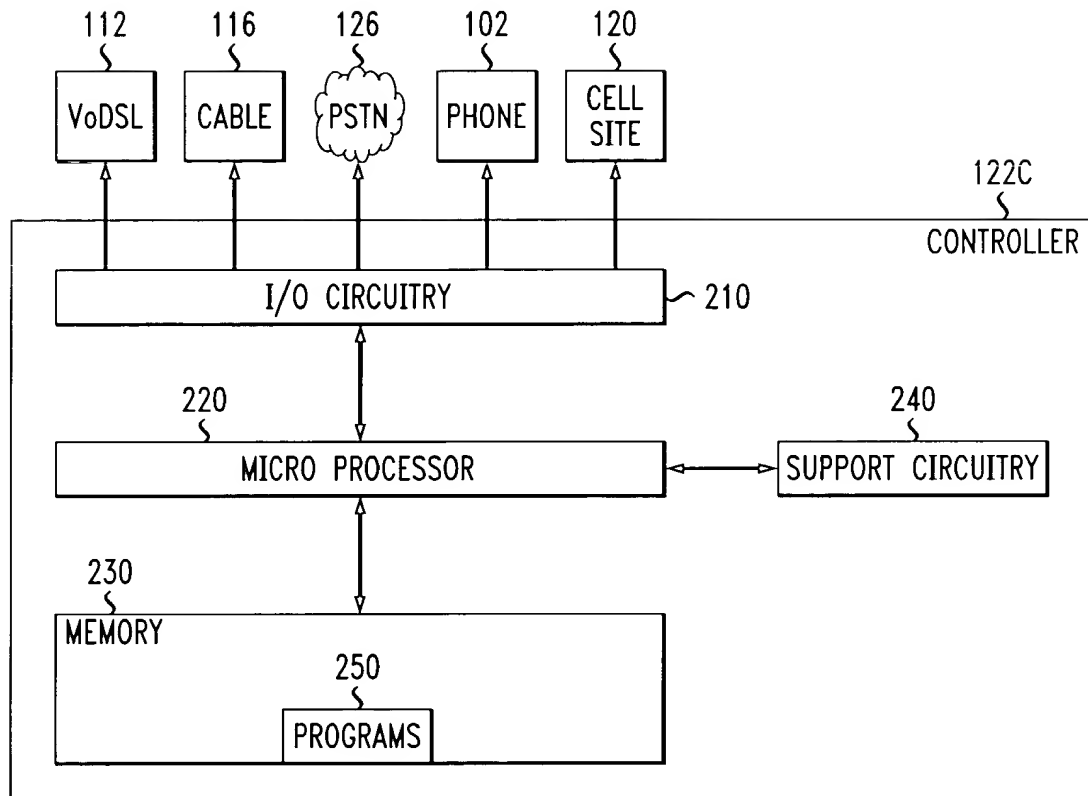 112 116 126 102 120
VoDSL CABLE PSTN PHONE CELL SITE
122C
CONTROLLER
I/O CIRCUITRY 210
220 240
MICRO PROCESSOR SUPPORT CIRCUITRY
230
MEMORY
250
PROGRAMS